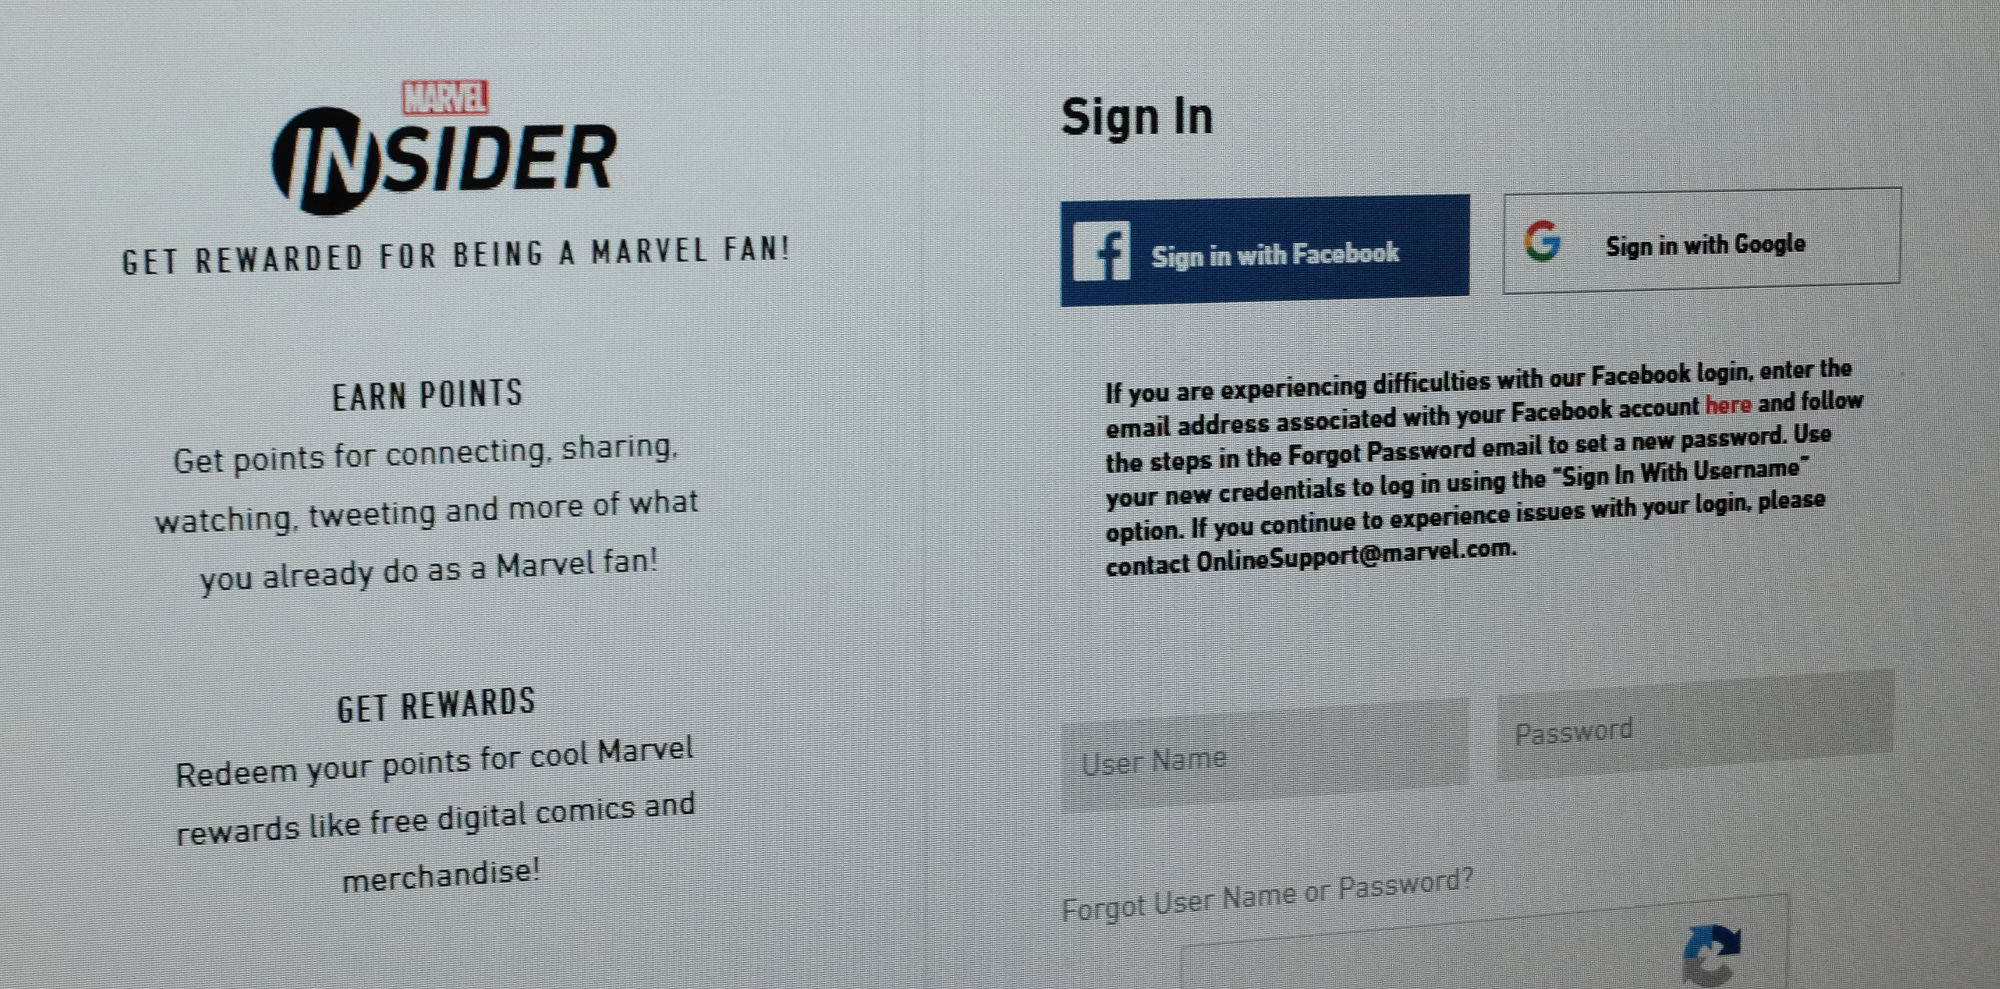 MARVEL
INSIDER
GET REWARDED FOR BEING A MARVEL FAN!
EARN POINTS
Get points for connecting, sharing,
watching, tweeting and more of what
you already do as a Marvel fan!
GET REWARDS
Redeem your points for cool Marvel
rewards like free digital comics and
merchandise!
Sign In
f Sign in with Facebook
G Sign in with Google
If you are experiencing difficulties with our Facebook login, enter the
email address associated with your Facebook account here and follow
the steps in the Forgot Password email to set a new password. Use
your new credentials to log in using the "Sign In With Username"
option. If you continue to experience issues with your login, please
contact OnlineSupport@marvel.com.
User Name
Password
Forgot User Name or Password?